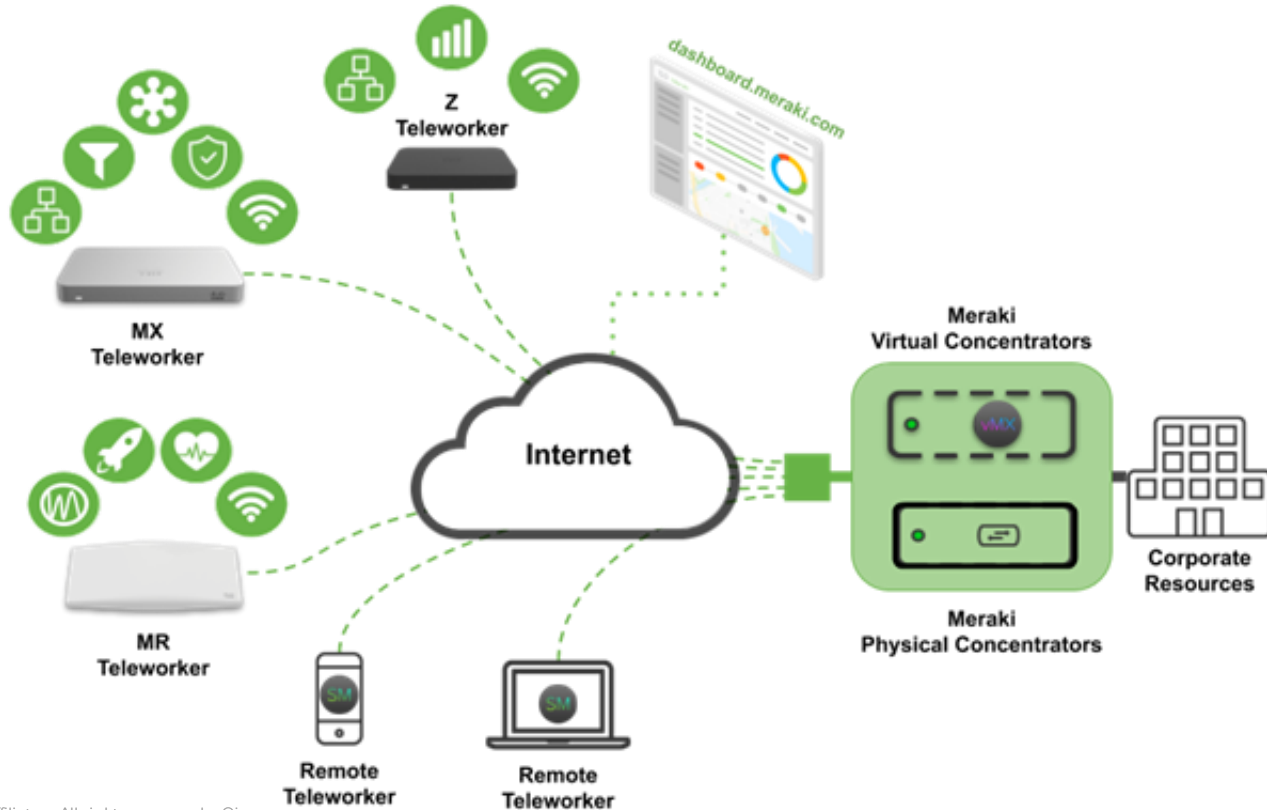 dashboard.meraki.com
Z
Teleworker
MX
Teleworker
Meraki
Virtual Concentrators
vMX
Internet
Corporate
Resources
MR
Teleworker
Meraki
Physical Concentrators
SM
SM
Remote
Teleworker
Remote
Teleworker